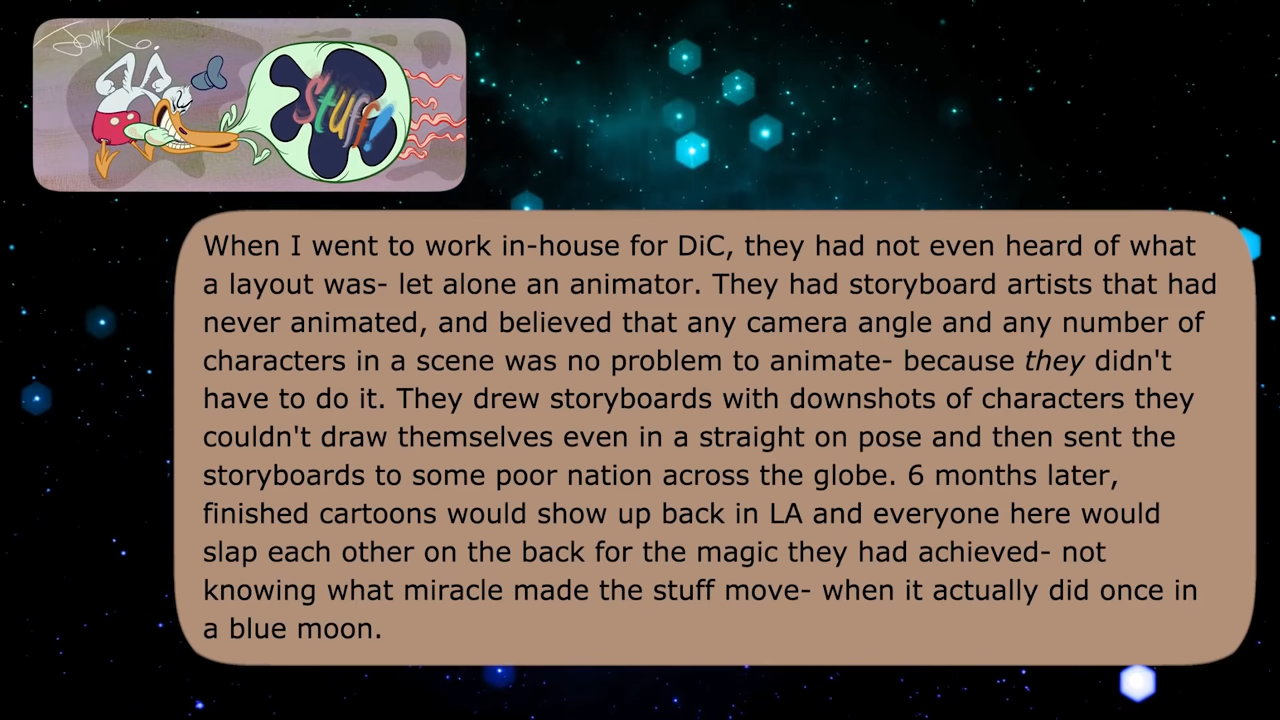 John K.
Stuff!
When I went to work in-house for DiC, they had not even heard of what
a layout was- let alone an animator. They had storyboard artists that had
never animated, and believed that any camera angle and any number of
characters in a scene was no problem to animate- because they didn't
have to do it. They drew storyboards with downshots of characters they
couldn't draw themselves even in a straight on pose and then sent the
storyboards to some poor nation across the globe. 6 months later,
finished cartoons would show up back in LA and everyone here would
slap each other on the back for the magic they had achieved- not
knowing what miracle made the stuff move- when it actually did once in
a blue moon.